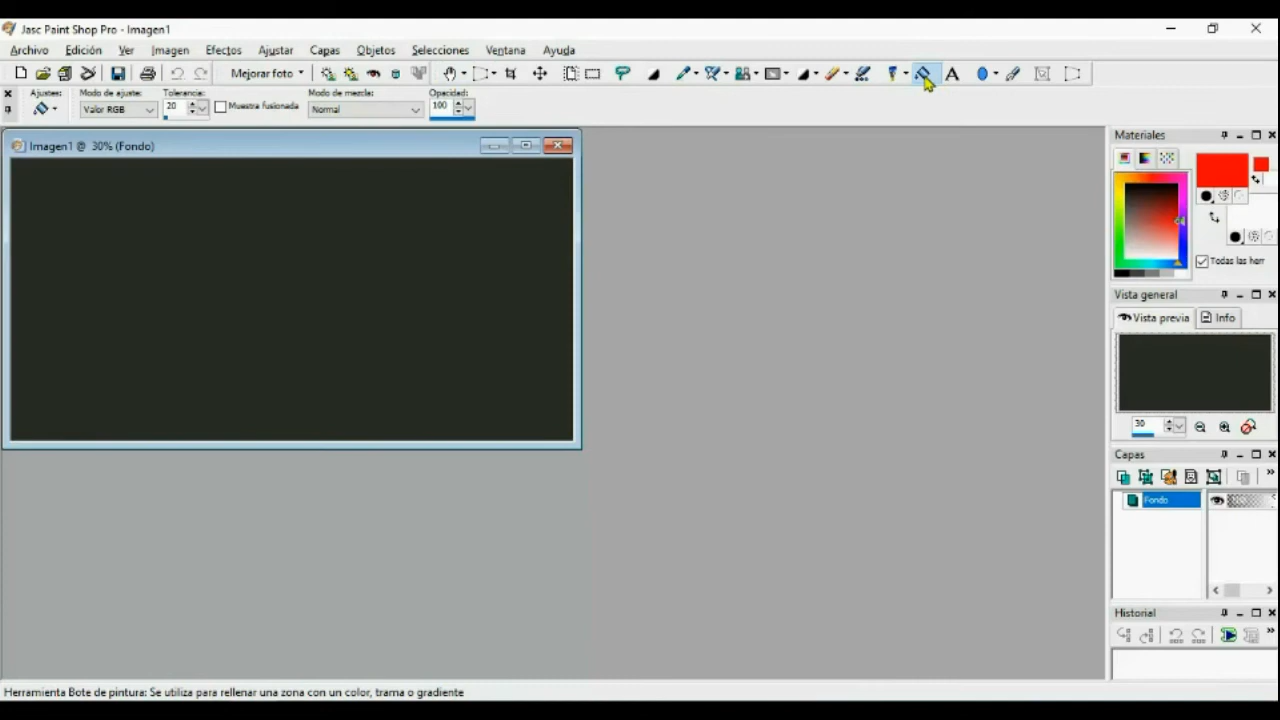 Jasc Paint Shop Pro - Imagen1
Archivo Edición Ver Imagen Efectos Ajustar Capas Objetos Selecciones Ventana Ayuda
Mejorar foto
Ajustes: Modo de ajuste: Tolerancia: Modo de mezcla: Opacidad:
Valor RGB 20 Muestra fusionada Normal 100
Imagen1 @ 30% (Fondo)
Materiales
Todas las herr
Vista general
Vista previa Info
30
Capas
Fondo
Historial
Herramienta Bote de pintura: Se utiliza para rellenar una zona con un color, trama o gradiente